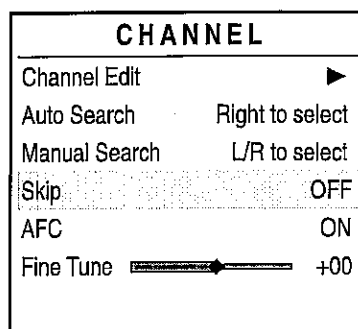 CHANNEL
Channel Edit ►
Auto Search Right to select
Manual Search L/R to select
Skip OFF
AFC ON
Fine Tune +00